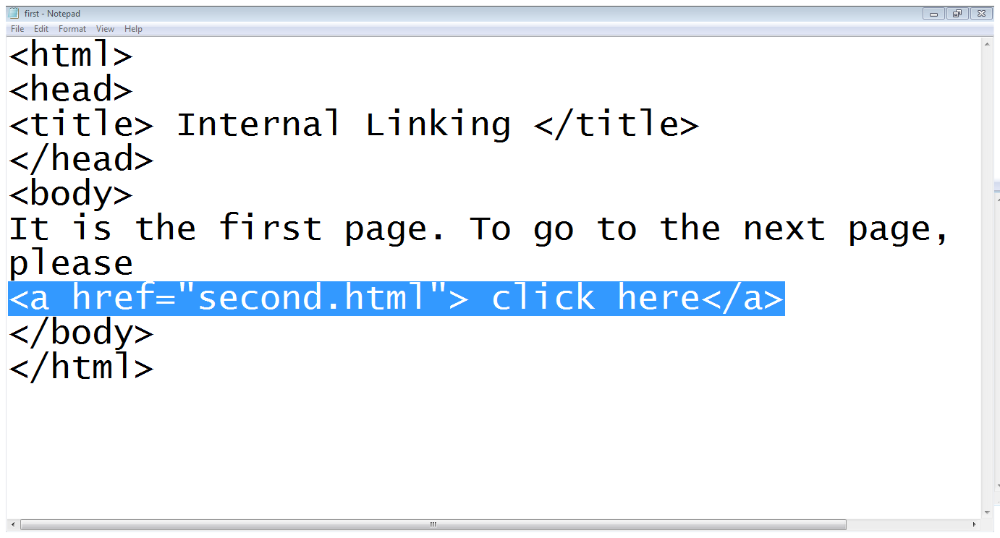 first - Notepad
File Edit Format View Help
<html>
<head>
<title> Internal Linking </title>
</head>
<body>
It is the first page. To go to the next page,
please
<a href="second.html"> click here</a>
</body>
</html>